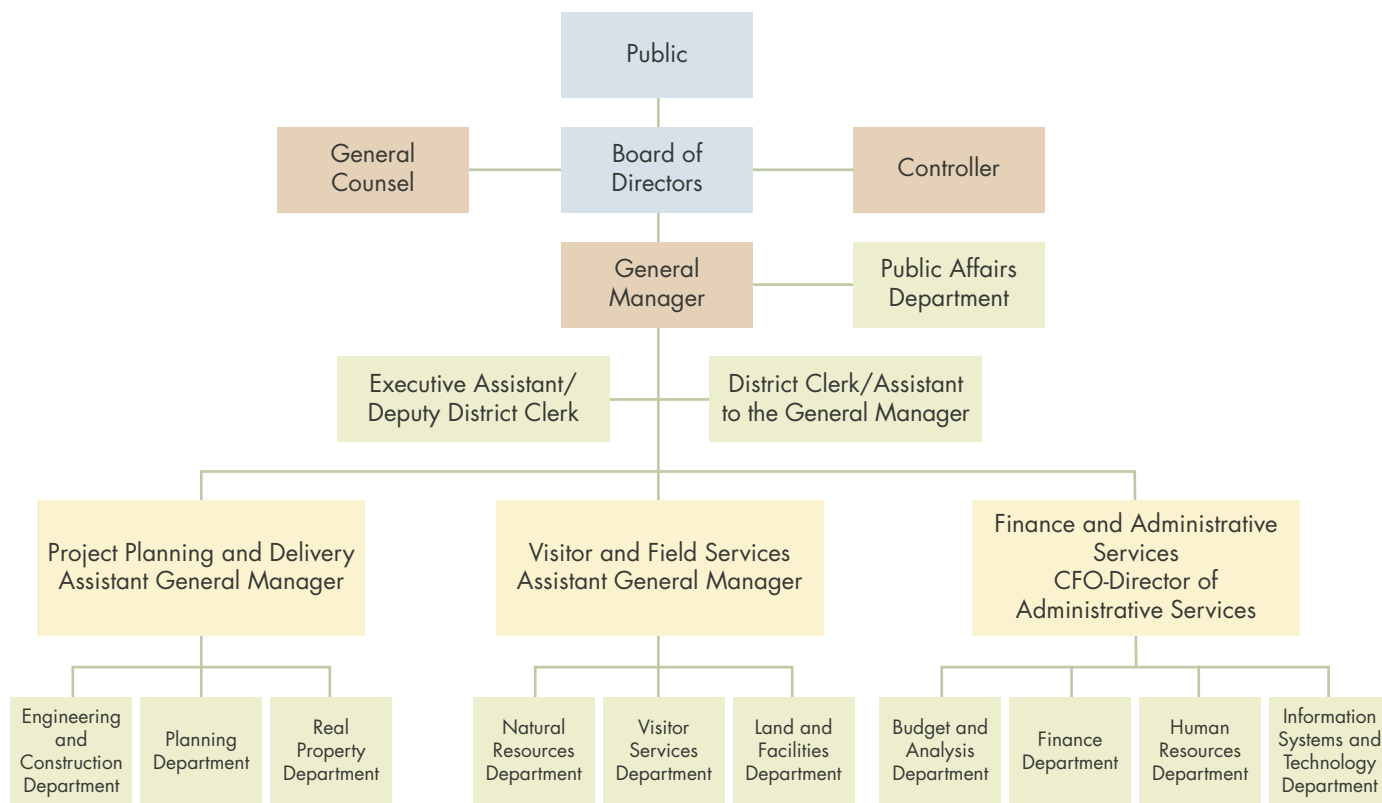 Public
General
Counsel
Board of
Directors
Controller
General
Manager
Public Affairs
Department
Executive Assistant/
Deputy District Clerk
District Clerk/Assistant
to the General Manager
Project Planning and Delivery
Assistant General Manager
Visitor and Field Services
Assistant General Manager
Finance and Administrative
Services
CFO-Director of
Administrative Services
Engineering
and
Construction
Department
Planning
Department
Real
Property
Department
Natural
Resources
Department
Visitor
Services
Department
Land and
Facilities
Department
Budget and
Analysis
Department
Finance
Department
Human
Resources
Department
Information
Systems and
Technology
Department